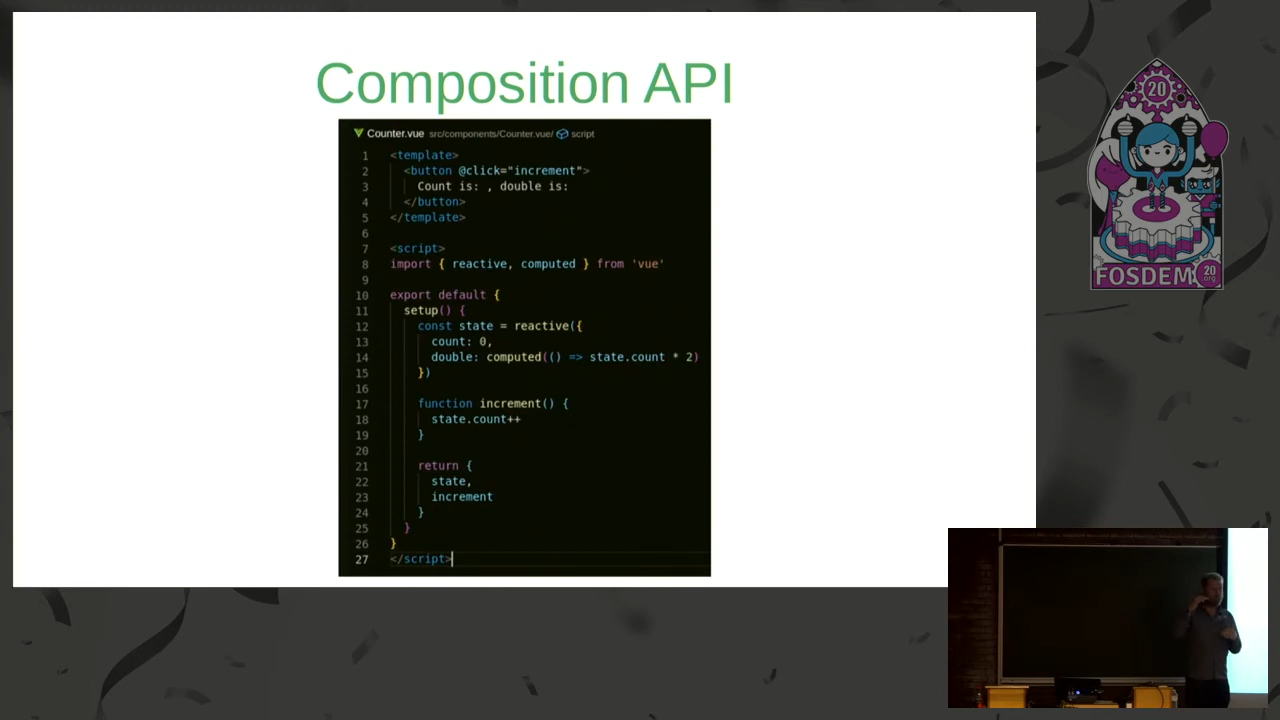 Composition API
Counter.vue src/components/Counter.vue/ script
1 <template>
2 <button @click="increment">
3 Count is: , double is:
4 </button>
5 </template>
6
7 <script>
8 import { reactive, computed } from 'vue'
9
10 export default {
11 setup() {
12 const state = reactive({
13 count: 0,
14 double: computed(() => state.count * 2)
15 })
16
17 function increment() {
18 state.count++
19 }
20
21 return {
22 state,
23 increment
24 }
25 }
26 }
27 </script>
20
FOSDEM 20
.org